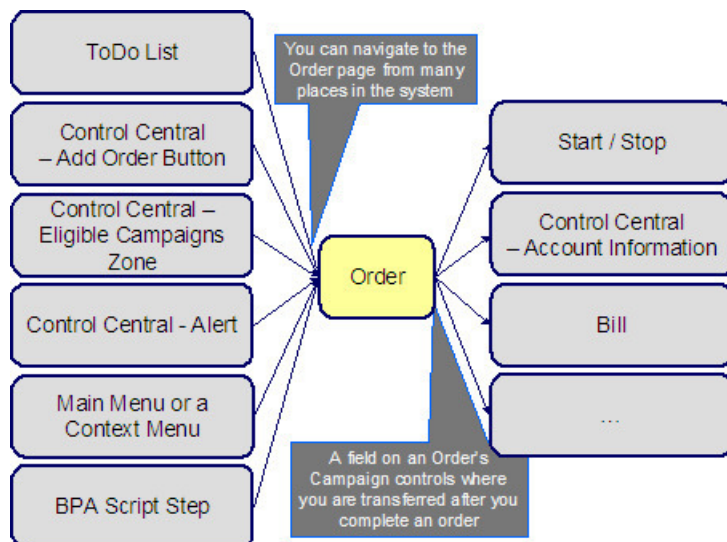 ToDo List
Control Central
– Add Order Button
Control Central –
Eligible Campaigns
Zone
Control Central - Alert
Main Menu or a
Context Menu
BPA Script Step
You can navigate to the
Order page from many
places in the system
Order
A field on an Order's
Campaign controls where
you are transferred after you
complete an order
Start / Stop
Control Central
– Account Information
Bill
...